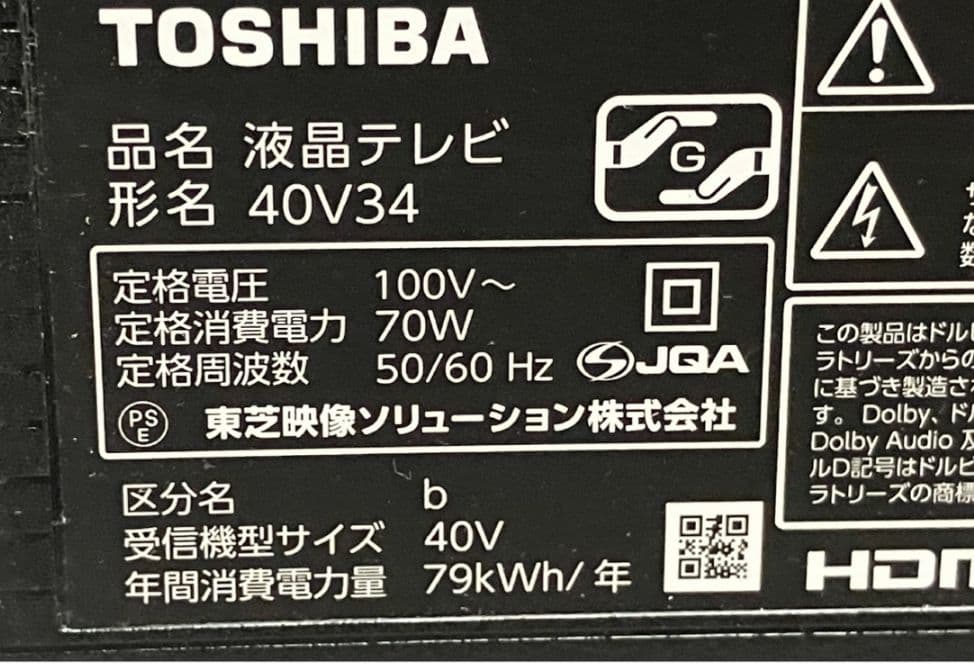 TOSHIBA
品名 液晶テレビ
形名 40V34
G
定格電圧 100V～
定格消費電力 70W
定格周波数 50/60 Hz
JQA
PS
E
東芝映像ソリューション株式会社
区分名 b
受信機型サイズ 40V
年間消費電力量 79kWh/年
な
数
この製品はドル
ラトリーズからの
に基づき製造さ
す。Dolby、ド
Dolby Audio 及
ルD記号はドルビ
ラトリーズの商標
HDM